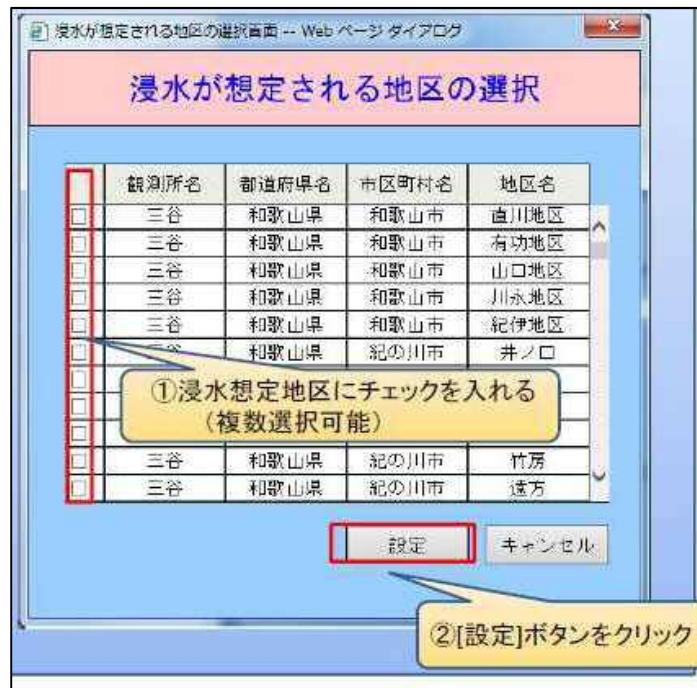 浸水が想定される地区の選択画面 -- Web ページ ダイアログ
浸水が想定される地区の選択
観測所名 都道府県名 市区町村名 地区名
三谷 和歌山県 和歌山市 直川地区
三谷 和歌山県 和歌山市 有功地区
三谷 和歌山県 和歌山市 山口地区
三谷 和歌山県 和歌山市 川永地区
三谷 和歌山県 和歌山市 紀伊地区
和歌山県 紀の川市 井ノ口
①浸水想定地区にチェックを入れる
(複数選択可能)
三谷 和歌山県 紀の川市 竹房
三谷 和歌山県 紀の川市 遠方
設定 キャンセル
②[設定]ボタンをクリック